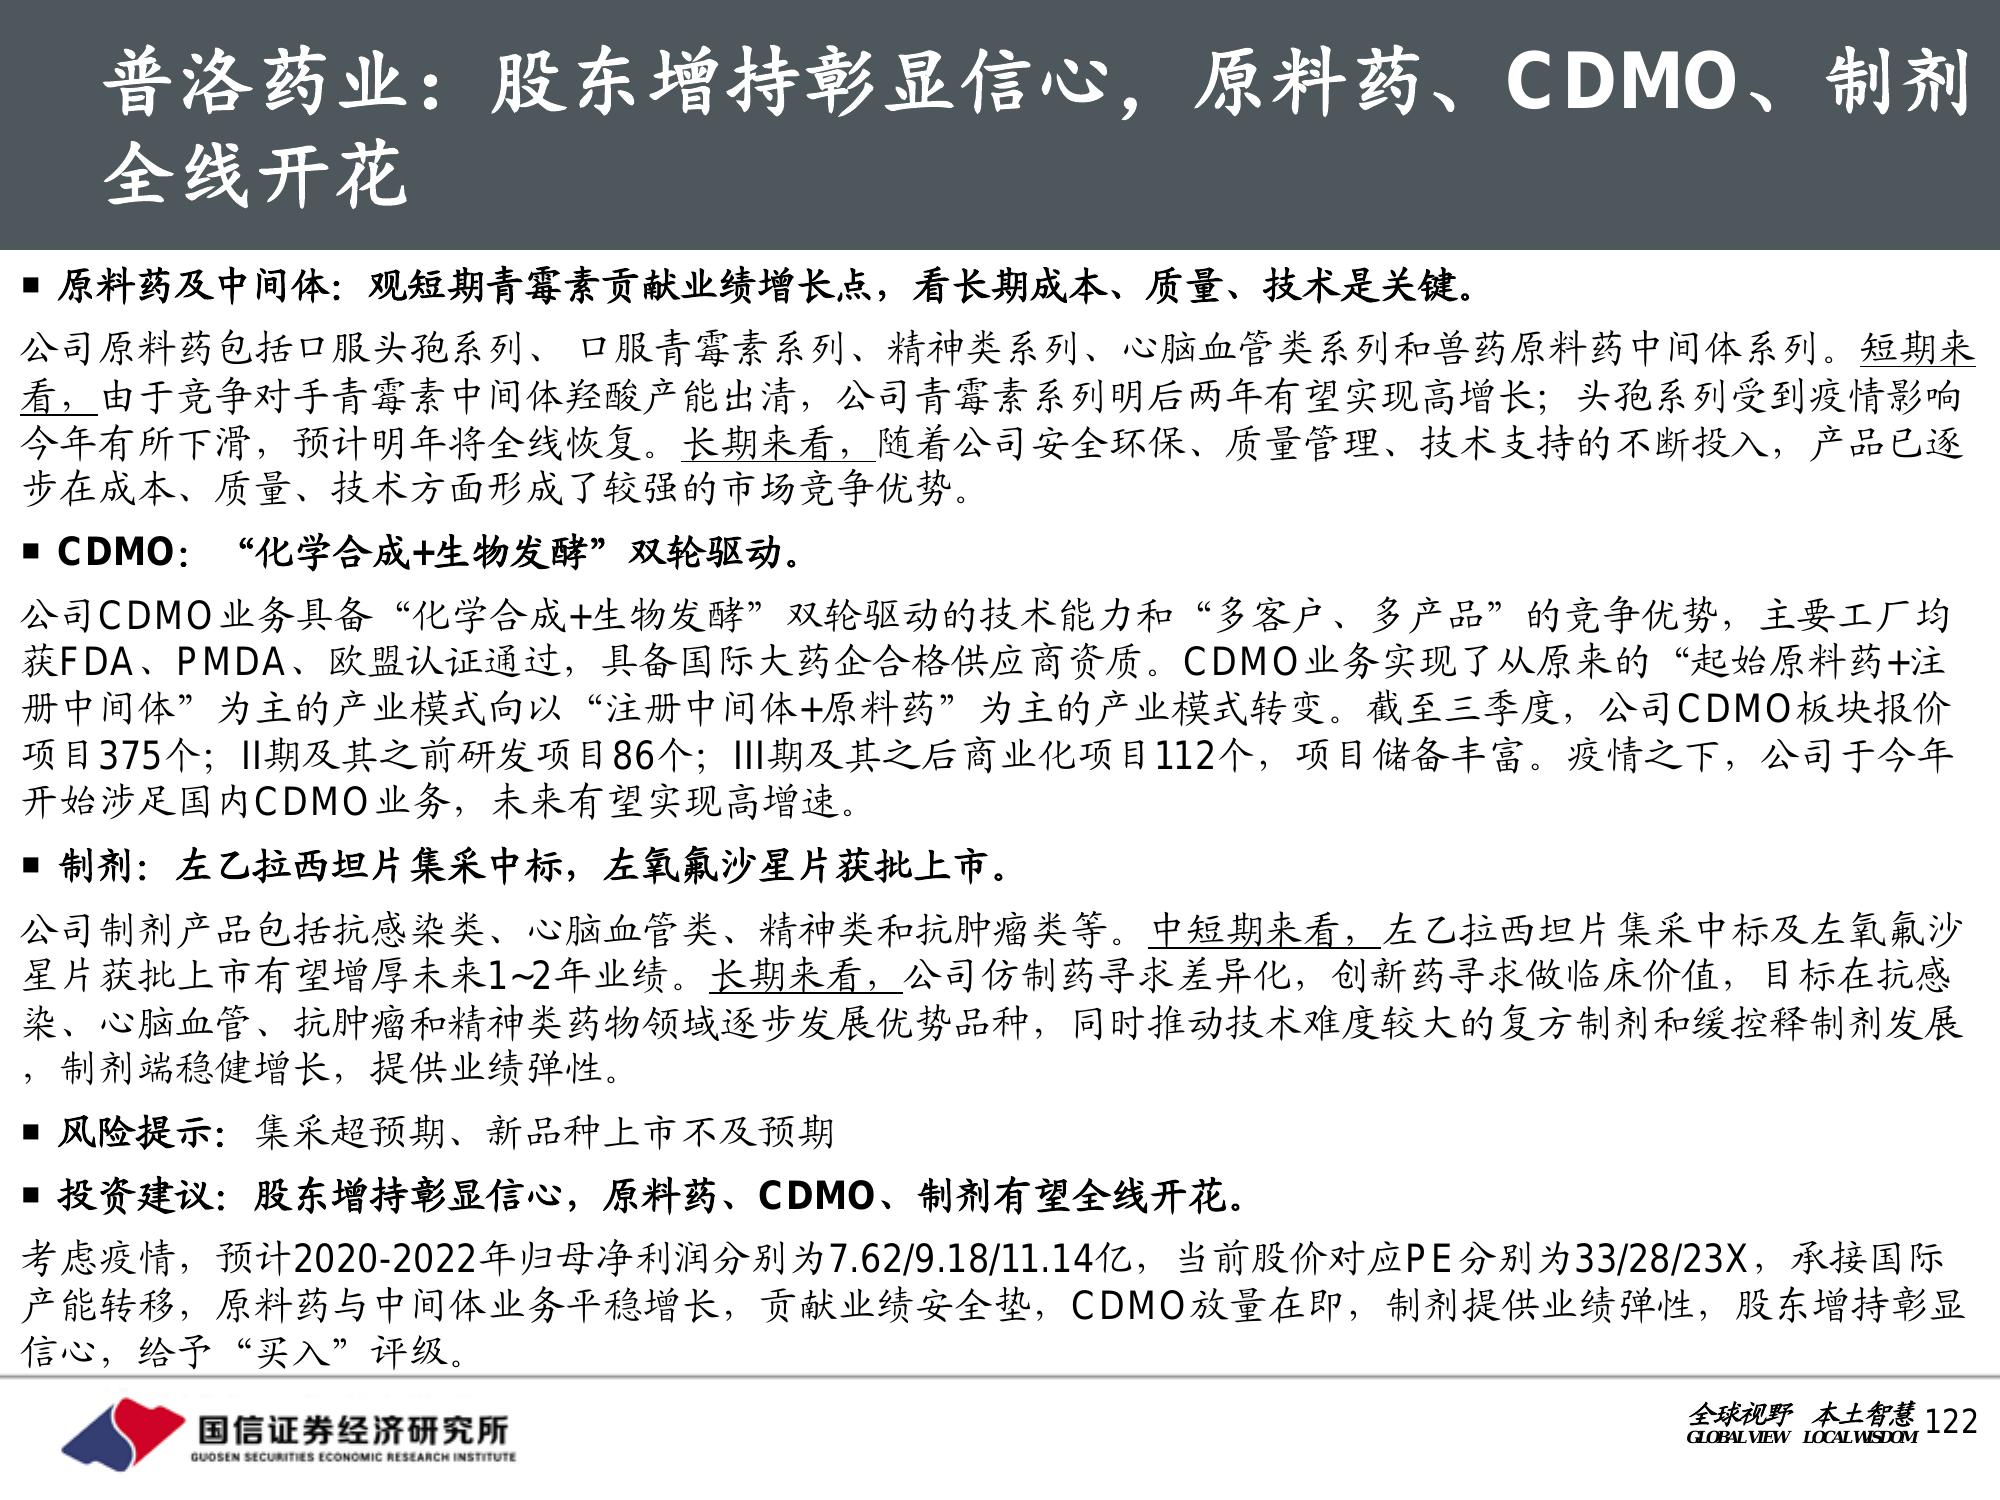 普洛药业：股东增持彰显信心，原料药、CDMO、制剂
全线开花
▪ 原料药及中间体：观短期青霉素贡献业绩增长点，看长期成本、质量、技术是关键。
公司原料药包括口服头孢系列、 口服青霉素系列、精神类系列、心脑血管类系列和兽药原料药中间体系列。短期来
看，由于竞争对手青霉素中间体羟酸产能出清，公司青霉素系列明后两年有望实现高增长；头孢系列受到疫情影响
今年有所下滑，预计明年将全线恢复。长期来看，随着公司安全环保、质量管理、技术支持的不断投入，产品已逐
步在成本、质量、技术方面形成了较强的市场竞争优势。
▪ CDMO： “化学合成+生物发酵”双轮驱动。
公司CDMO业务具备“化学合成+生物发酵”双轮驱动的技术能力和“多客户、多产品”的竞争优势，主要工厂均
获FDA、PMDA、欧盟认证通过，具备国际大药企合格供应商资质。CDMO业务实现了从原来的“起始原料药+注
册中间体”为主的产业模式向以“注册中间体+原料药”为主的产业模式转变。截至三季度，公司CDMO板块报价
项目375个；II期及其之前研发项目86个；III期及其之后商业化项目112个，项目储备丰富。疫情之下，公司于今年
开始涉足国内CDMO业务，未来有望实现高增速。
▪ 制剂：左乙拉西坦片集采中标，左氧氟沙星片获批上市。
公司制剂产品包括抗感染类、心脑血管类、精神类和抗肿瘤类等。中短期来看，左乙拉西坦片集采中标及左氧氟沙
星片获批上市有望增厚未来1~2年业绩。长期来看，公司仿制药寻求差异化，创新药寻求做临床价值，目标在抗感
染、心脑血管、抗肿瘤和精神类药物领域逐步发展优势品种，同时推动技术难度较大的复方制剂和缓控释制剂发展
，制剂端稳健增长，提供业绩弹性。
▪ 风险提示：集采超预期、新品种上市不及预期
▪ 投资建议：股东增持彰显信心，原料药、CDMO、制剂有望全线开花。
考虑疫情，预计2020-2022年归母净利润分别为7.62/9.18/11.14亿，当前股价对应PE分别为33/28/23X，承接国际
产能转移，原料药与中间体业务平稳增长，贡献业绩安全垫，CDMO放量在即，制剂提供业绩弹性，股东增持彰显
信心，给予“买入”评级。
国信证券经济研究所
GUOSEN SECURITIES ECONOMIC RESEARCH INSTITUTE
全球视野 本土智慧
GLOBAL VIEW LOCAL WISDOM
122